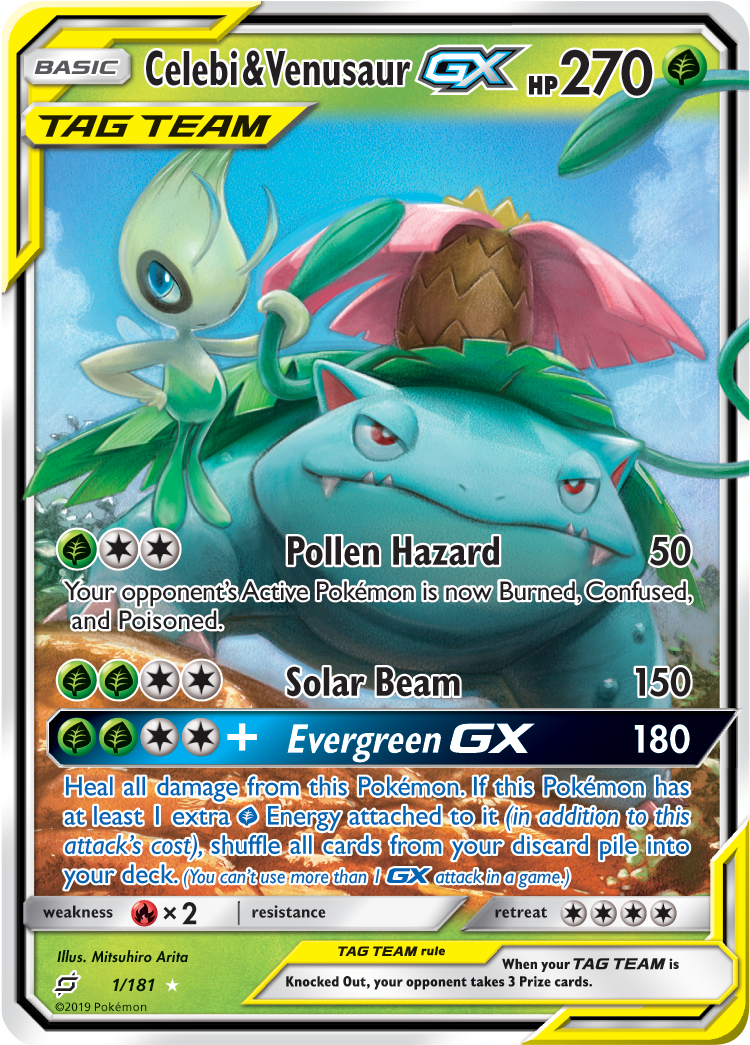 BASIC Celebi&Venusaur GX HP 270
TAG TEAM
Pollen Hazard 50
Your opponent's Active Pokémon is now Burned, Confused,
and Poisoned.
Solar Beam 150
+ Evergreen GX 180
Heal all damage from this Pokémon. If this Pokémon has
at least 1 extra Energy attached to it (in addition to this
attack's cost), shuffle all cards from your discard pile into
your deck. (You can't use more than 1 GX attack in a game.)
weakness ×2 resistance retreat
Illus. Mitsuhiro Arita
1/181
©2019 Pokémon
TAG TEAM rule
When your TAG TEAM is
Knocked Out, your opponent takes 3 Prize cards.